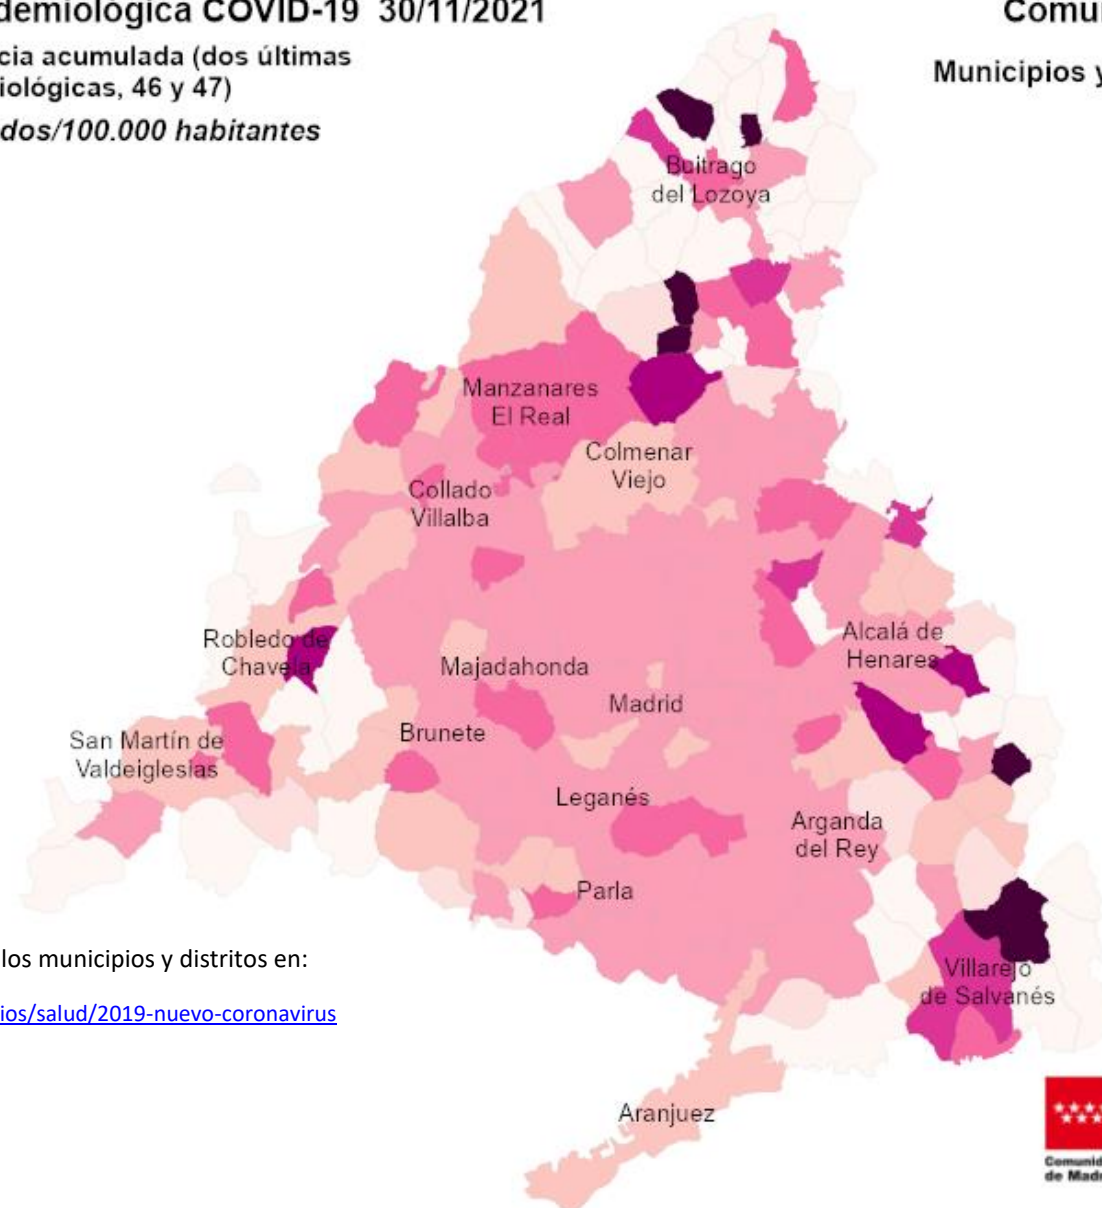 demiológica COVID-19 30/11/2021
cia acumulada (dos últimas
iológicas, 46 y 47)
dos/100.000 habitantes
Comu
Municipios y
Buitrago
del Lozoya
Manzanares
El Real
Colmenar
Viejo
Collado
Villalba
Robledo de
Chavela
Majadahonda
Alcalá de
Henares
Madrid
San Martín de
Valdeiglesias
Brunete
Leganés
Arganda
del Rey
Parla
los municipios y distritos en:
ios/salud/2019-nuevo-coronavirus
Villarejo
de Salvanés
Aranjuez
Comunid
de Madr